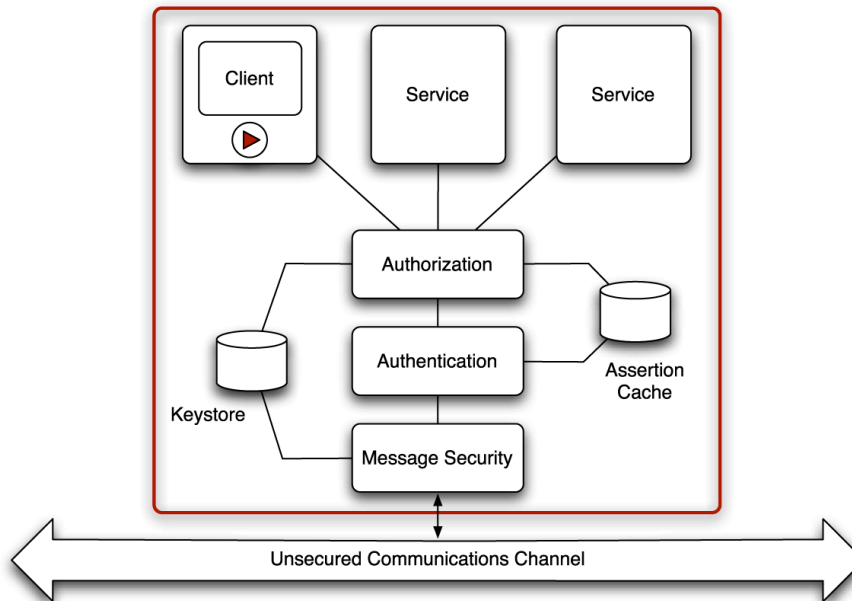 Client
Service
Service
Authorization
Authentication
Assertion
Cache
Keystore
Message Security
Unsecured Communications Channel